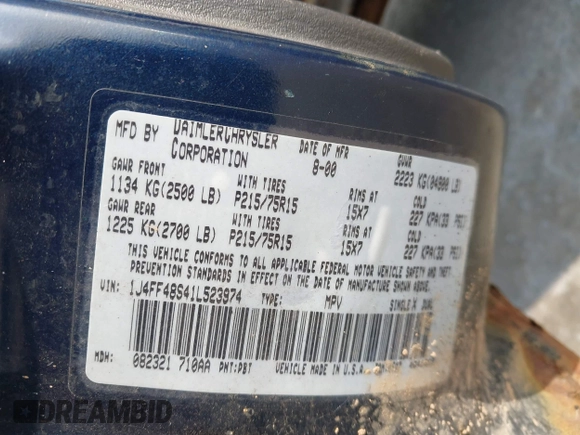 MFD BY DAIMLERCHRYSLER CORPORATION DATE OF MFR 8-00 GVWR 2223 KG(04900 LB)
GAWR FRONT WITH TIRES RIMS AT COLD
1134 KG(2500 LB) P215/75R15 15X7 227 KPA(33 PSI)
GAWR REAR WITH TIRES RIMS AT COLD
1225 KG(2700 LB) P215/75R15 15X7 227 KPA(33 PSI)
THIS VEHICLE CONFORMS TO ALL APPLICABLE FEDERAL MOTOR VEHICLE SAFETY AND THEFT
PREVENTION STANDARDS IN EFFECT ON THE DATE OF MANUFACTURE SHOWN ABOVE.
VIN: 1J4FF48S41L523974 TYPE: MPV SINGLE X DUAL
MDH: 082321 710AA PNT:PBT VEHICLE MADE IN U.S.A.
DREAMBID